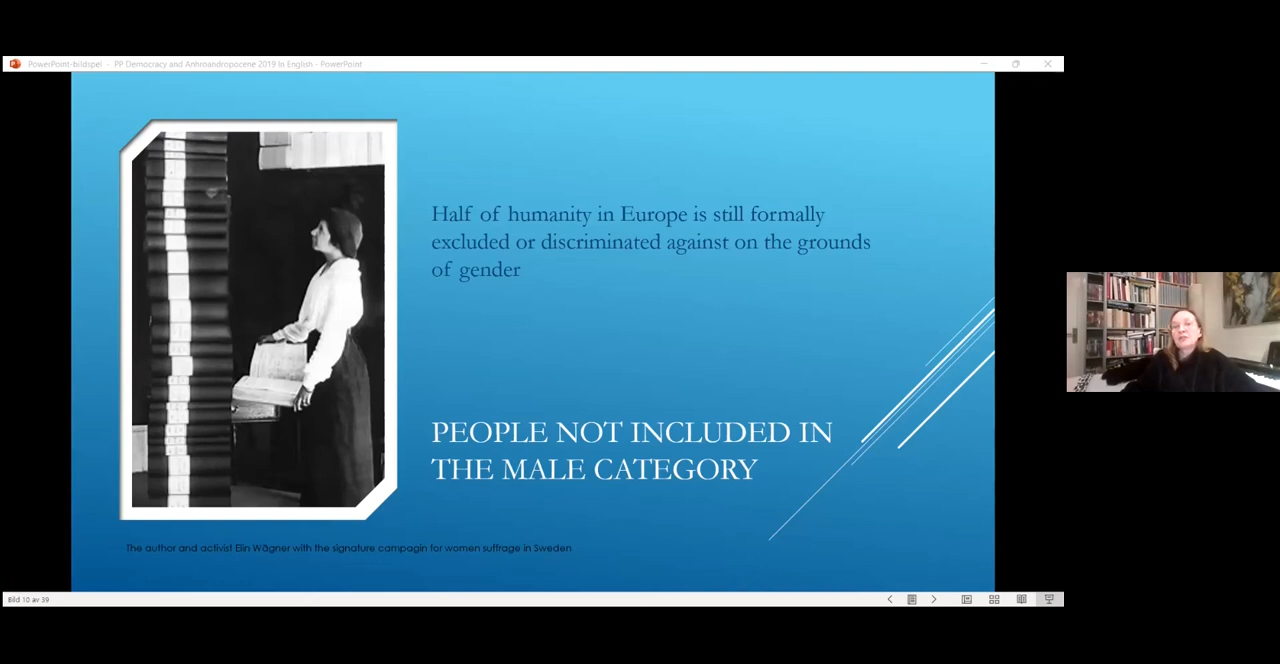 PowerPoint-bildspel - PP Democracy and Anhroandropocene 2019 In English - PowerPoint
Half of humanity in Europe is still formally
excluded or discriminated against on the grounds
of gender
PEOPLE NOT INCLUDED IN
THE MALE CATEGORY
The author and activist Elin Wägner with the signature campagin for women suffrage in Sweden
Bild 10 av 39